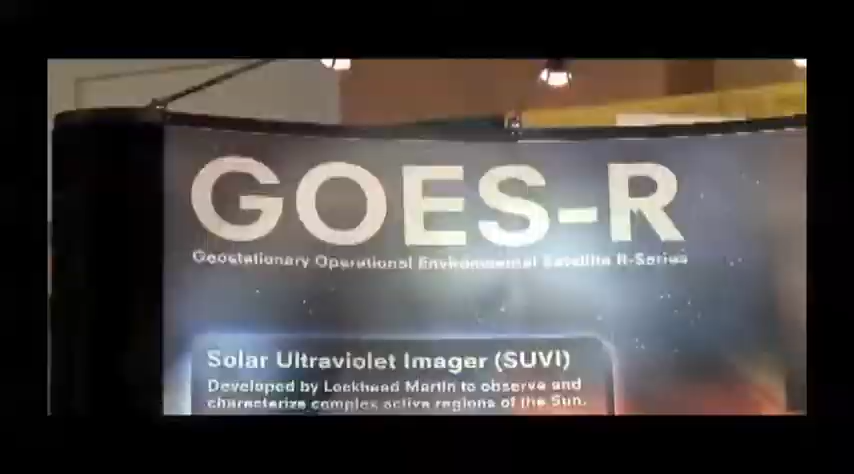 GOES-R
Geostationary Operational Environmental Satellite R-Series
Solar Ultraviolet Imager (SUVI)
Developed by Lockheed Martin to observe and
characterize complex active regions of the Sun.